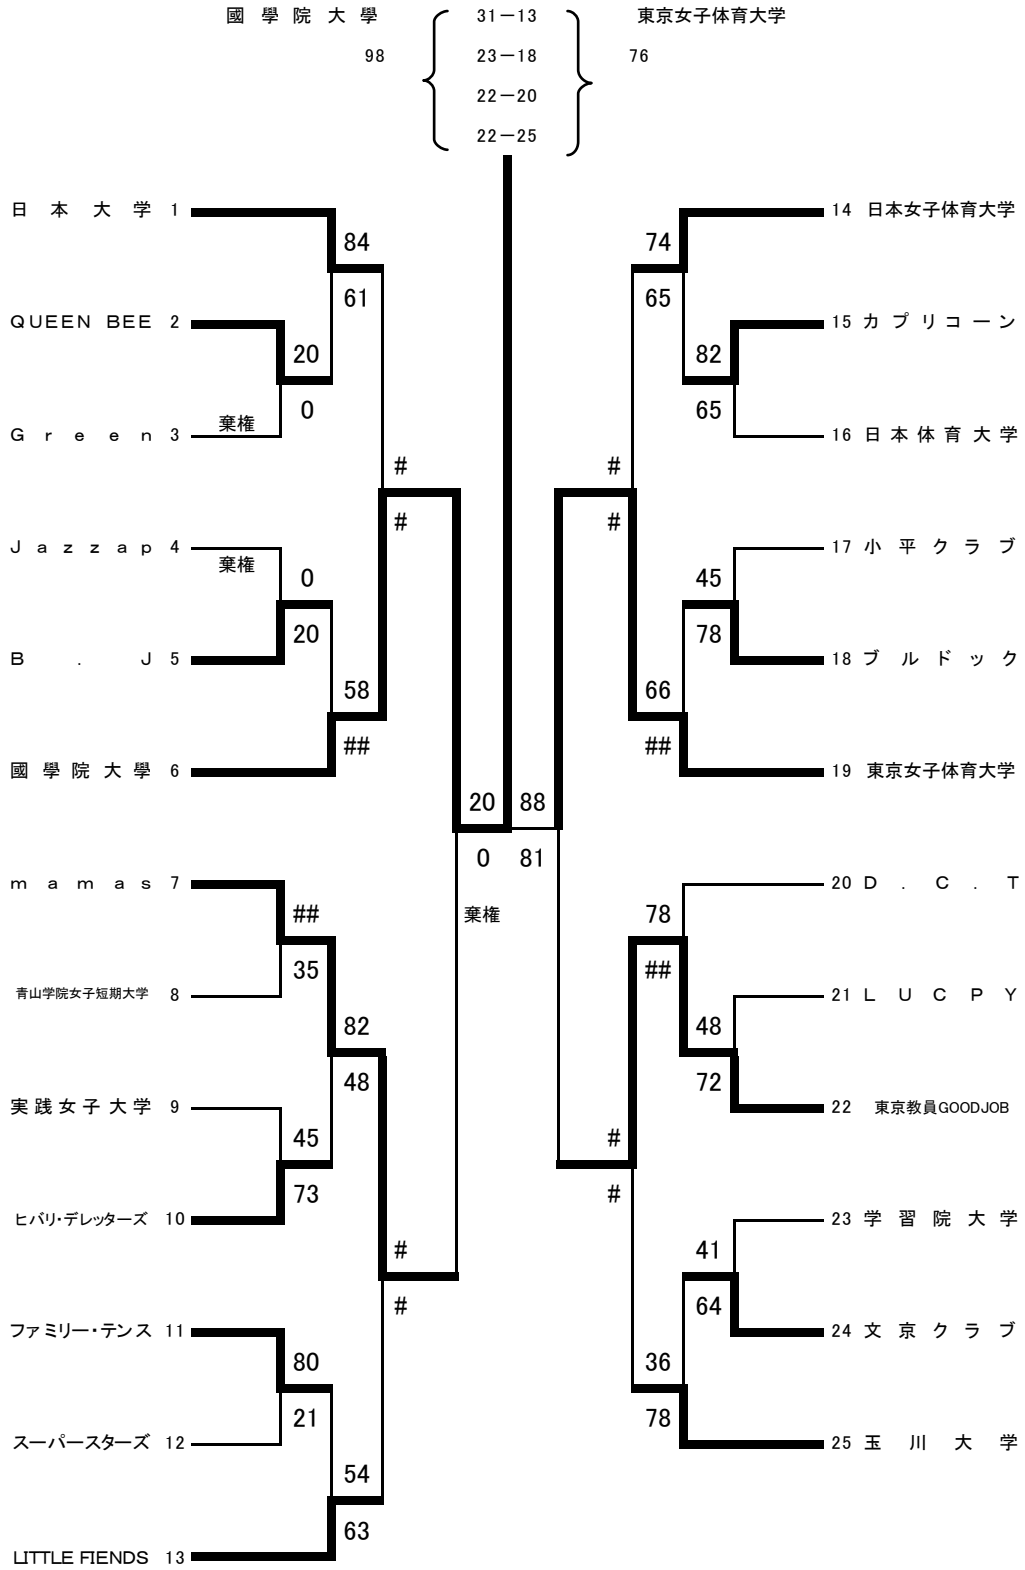 國學院大學 31－13 東京女子体育大学
98 23－18 76
22－20
22－25
日本大学 1
84
61
QUEEN BEE 2
20
0
Green 3 棄権
#
#
Jazzap 4 棄権
0
20
B.J 5
58
##
國學院大學 6
20 88
0 81
棄権
mamas 7
##
35
青山学院女子短期大学 8
82
48
実践女子大学 9
45
73
ヒバリ・デレッターズ 10
#
#
ファミリー・テンス 11
80
21
スーパースターズ 12
54
63
LITTLE FIENDS 13
14 日本女子体育大学
74
65
15 カプリコーン
82
65
16 日本体育大学
#
#
17 小平クラブ
45
78
18 ブルドック
66
##
19 東京女子体育大学
20 D.C.T
78
##
21 LUCPY
48
72
22 東京教員GOODJOB
#
#
23 学習院大学
41
64
24 文京クラブ
36
78
25 玉川大学